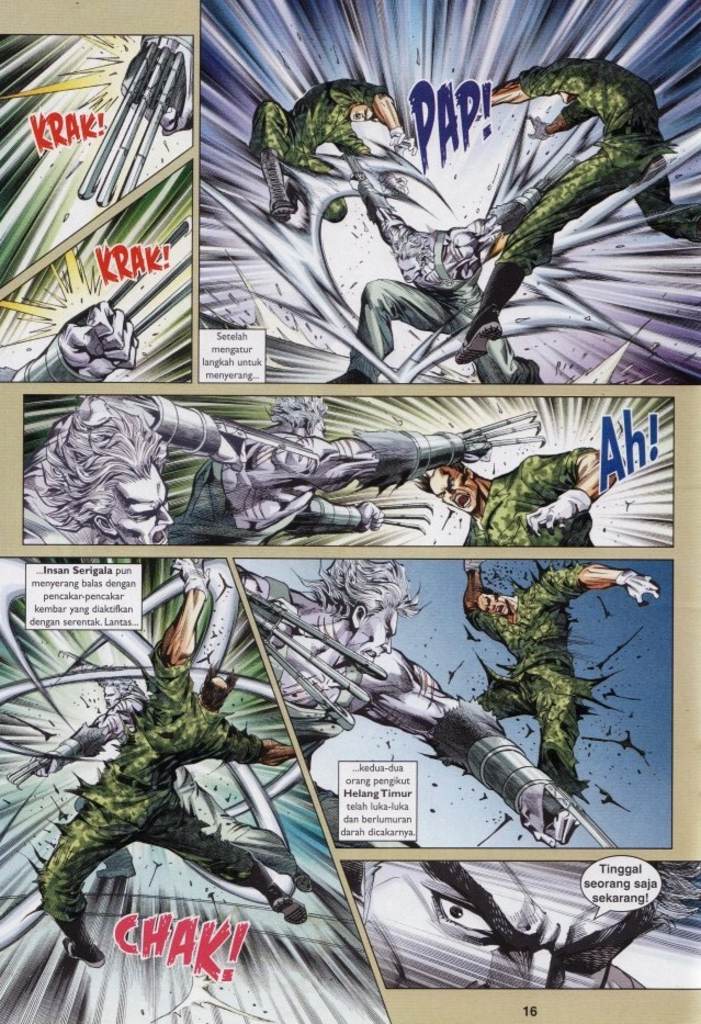 KRAK!
KRAK!
PAP!
Setelah
mengatur
langkah untuk
menyerang...
Ah!
...Insan Serigala pun
menyerang balas dengan
pencakar-pencakar
kembar yang diaktifkan
dengan serentak. Lantas...
CHAK!
...kedua-dua
orang pengikut
Helang Timur
telah luka-luka
dan berlumuran
darah dicakarnya.
Tinggal
seorang saja
sekarang!
16